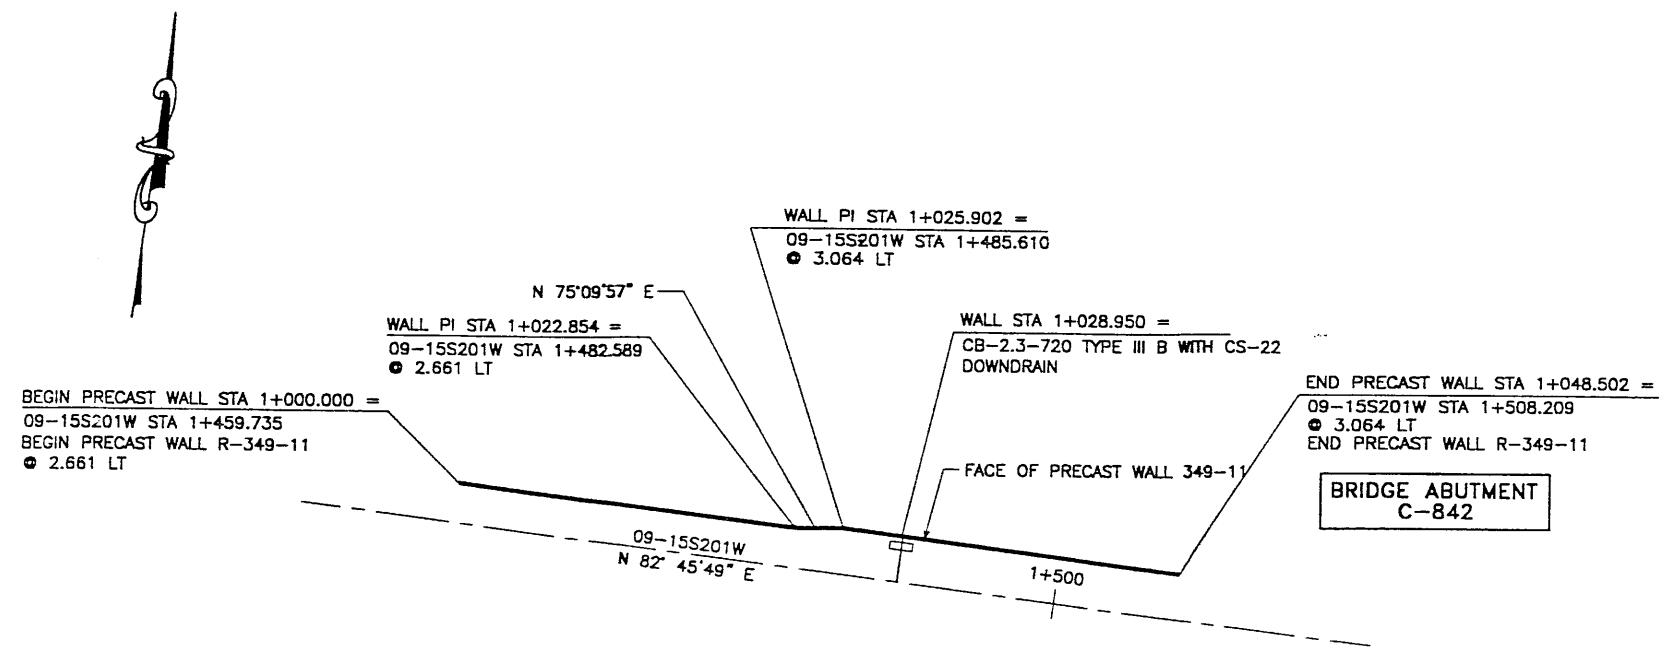 WALL PI STA 1+025.902 =
09-15S201W STA 1+485.610
@ 3.064 LT
N 75°09'57" E
WALL PI STA 1+022.854 =
09-15S201W STA 1+482.589
@ 2.661 LT
WALL STA 1+028.950 =
CB-2.3-720 TYPE III B WITH CS-22
DOWNDRAIN
BEGIN PRECAST WALL STA 1+000.000 =
09-15S201W STA 1+459.735
BEGIN PRECAST WALL R-349-11
@ 2.661 LT
END PRECAST WALL STA 1+048.502 =
09-15S201W STA 1+508.209
@ 3.064 LT
END PRECAST WALL R-349-11
FACE OF PRECAST WALL 349-11
BRIDGE ABUTMENT
C-842
09-15S201W
N 82° 45'49" E
1+500